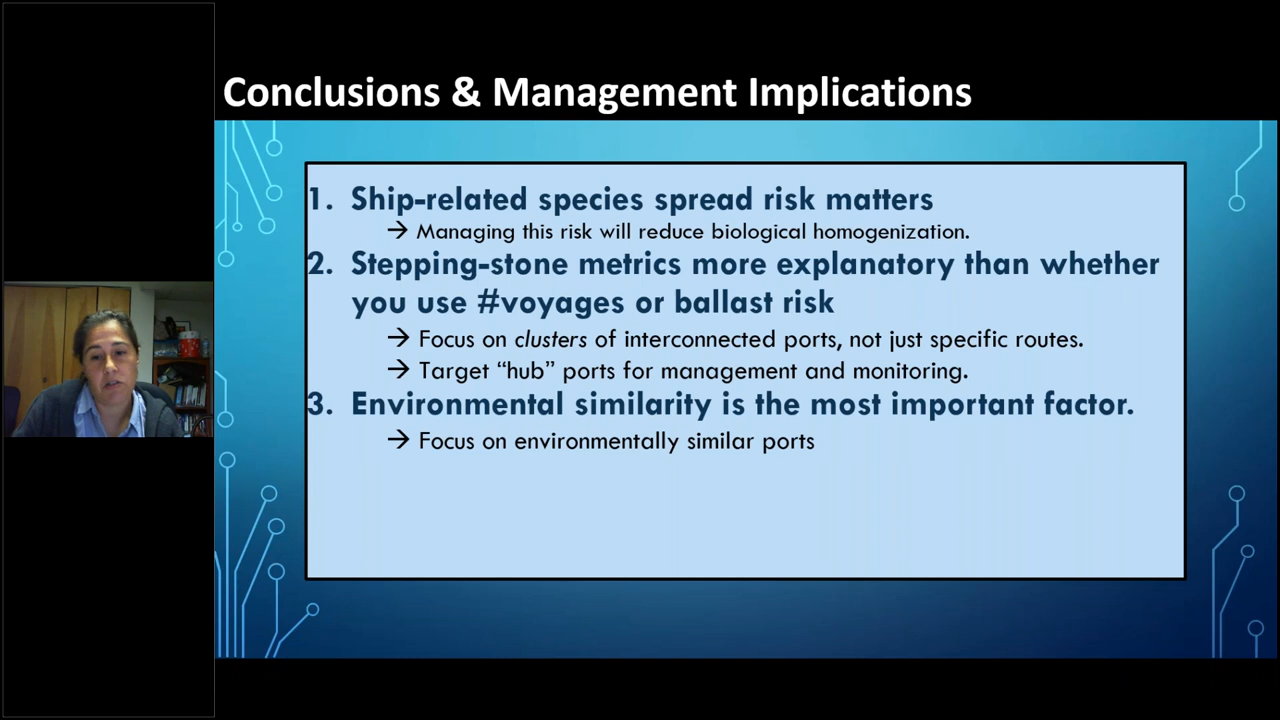 Conclusions & Management Implications
1. Ship-related species spread risk matters
→ Managing this risk will reduce biological homogenization.
2. Stepping-stone metrics more explanatory than whether
you use #voyages or ballast risk
→ Focus on clusters of interconnected ports, not just specific routes.
→ Target “hub” ports for management and monitoring.
3. Environmental similarity is the most important factor.
→ Focus on environmentally similar ports